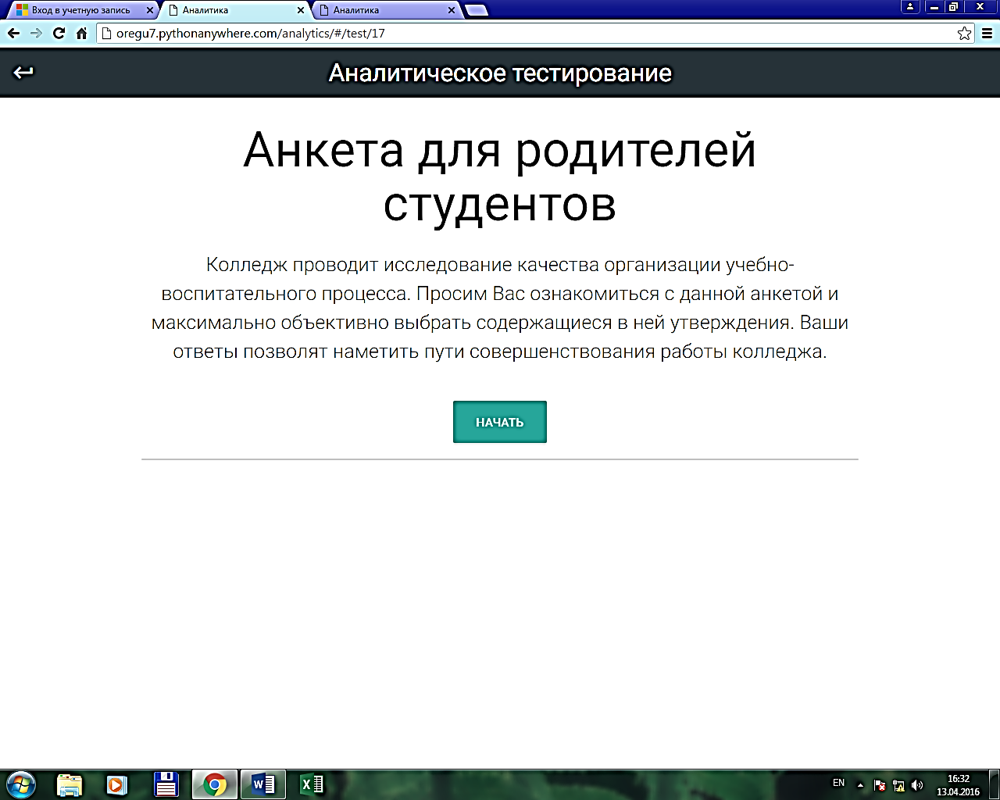 Вход в учетную запись
Аналитика
Аналитика
oregu7.pythonanywhere.com/analytics/#/test/17
Аналитическое тестирование
Анкета для родителей
студентов
Колледж проводит исследование качества организации учебно-
воспитательного процесса. Просим Вас ознакомиться с данной анкетой и
максимально объективно выбрать содержащиеся в ней утверждения. Ваши
ответы позволят наметить пути совершенствования работы колледжа.
НАЧАТЬ
EN
16:32
13.04.2016